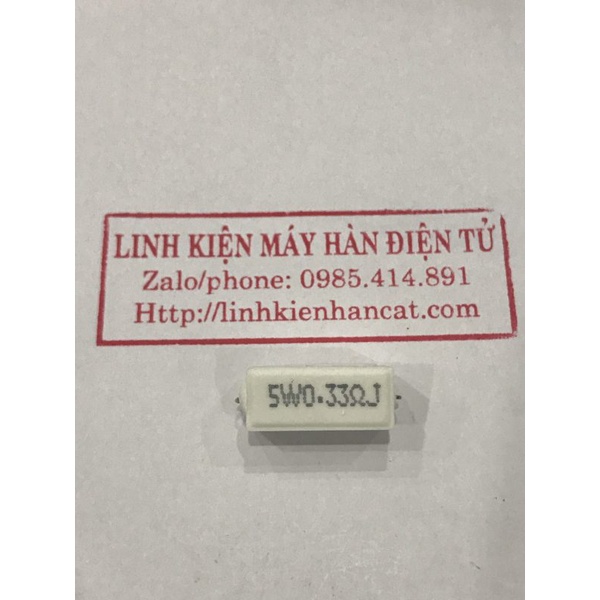 LINH KIỆN MÁY HÀN ĐIỆN TỬ
Zalo/phone: 0985.414.891
Http://linhkienhancat.com
5W0.33ΩJ